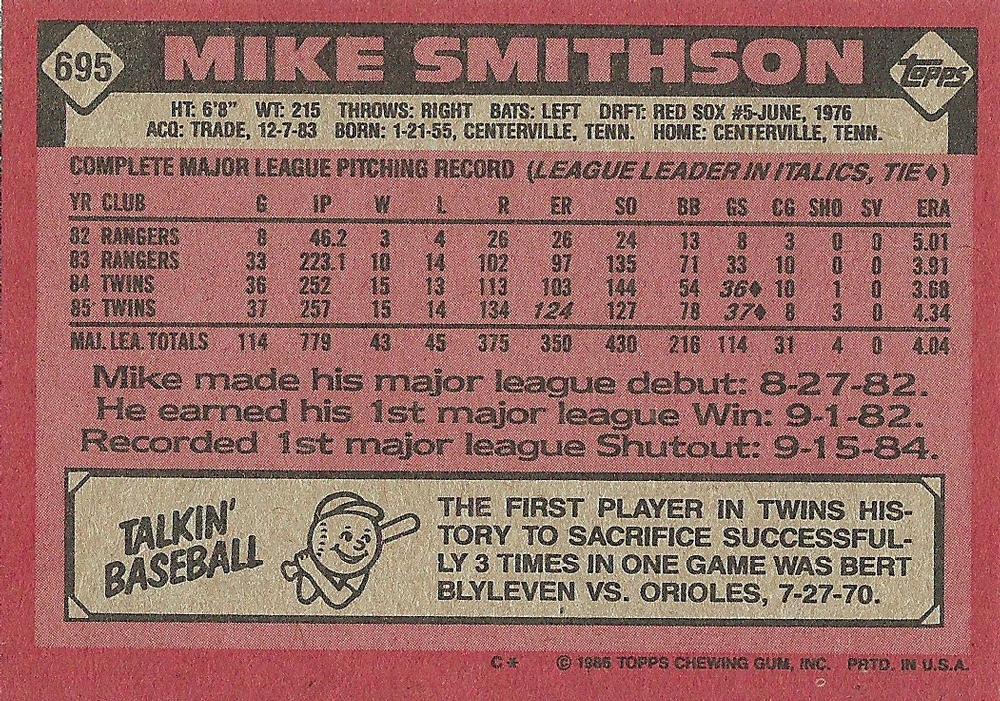 695 MIKE SMITHSON topps
HT: 6'8" WT: 215 THROWS: RIGHT BATS: LEFT DRFT: RED SOX #5-JUNE, 1976
ACQ: TRADE, 12-7-83 BORN: 1-21-55, CENTERVILLE, TENN. HOME: CENTERVILLE, TENN.
COMPLETE MAJOR LEAGUE PITCHING RECORD (LEAGUE LEADER IN ITALICS, TIE♦)
YR CLUB G IP W L R ER SO BB GS CG SHO SV ERA
82 RANGERS 8 46.2 3 4 26 26 24 13 8 3 0 0 5.01
83 RANGERS 33 223.1 10 14 102 97 135 71 33 10 0 0 3.91
84 TWINS 36 252 15 13 113 103 144 54 36♦ 10 1 0 3.68
85 TWINS 37 257 15 14 134 124 127 78 37♦ 8 3 0 4.34
MAJ. LEA. TOTALS 114 779 43 45 375 350 430 216 114 31 4 0 4.04
Mike made his major league debut: 8-27-82.
He earned his 1st major league Win: 9-1-82.
Recorded 1st major league Shutout: 9-15-84.
TALKIN'
BASEBALL
THE FIRST PLAYER IN TWINS HIS-
TORY TO SACRIFICE SUCCESSFUL-
LY 3 TIMES IN ONE GAME WAS BERT
BLYLEVEN VS. ORIOLES, 7-27-70.
C* © 1986 TOPPS CHEWING GUM, INC. PRTD. IN U.S.A.